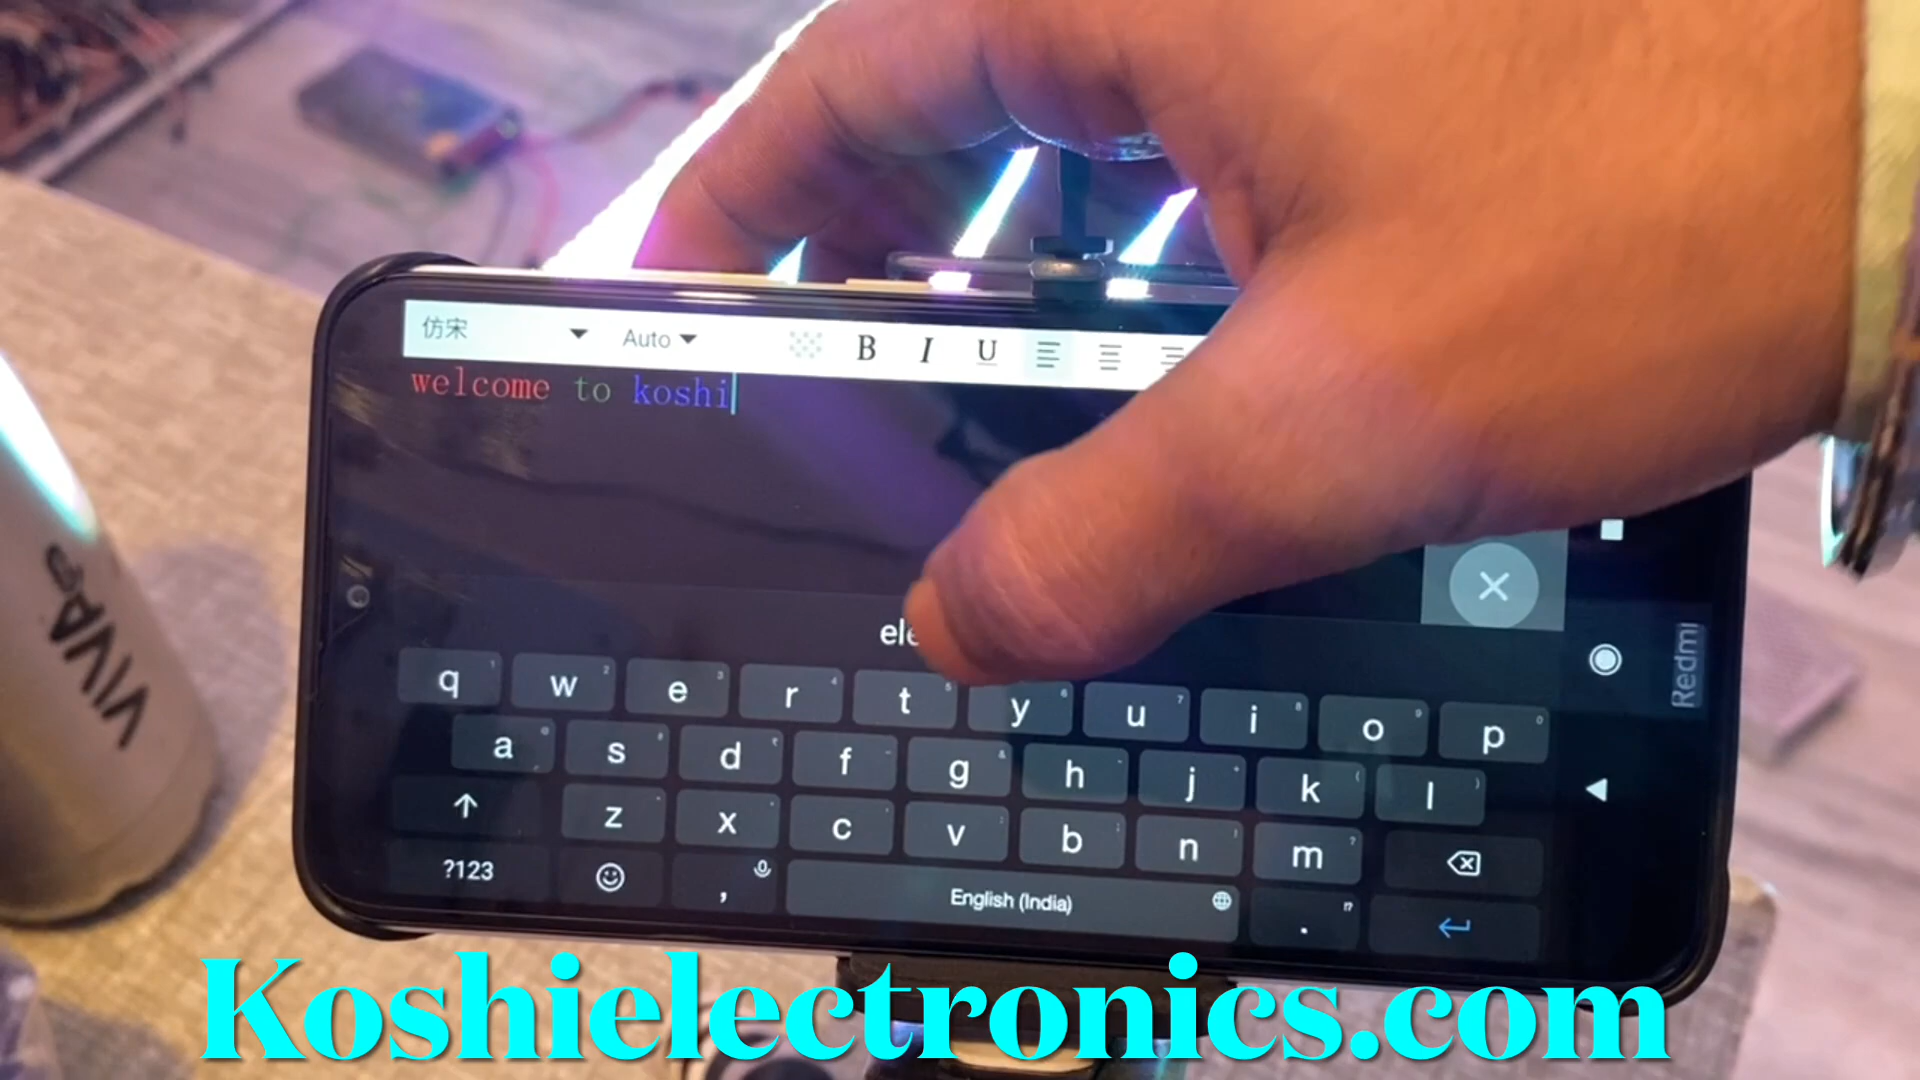 仿宋 Auto B I U
welcome to koshi
q w e r t y u i o p
a s d f g h j k l
z x c v b n m
?123 , English (India) .
Redmi
VIVA
Koshielectronics.com